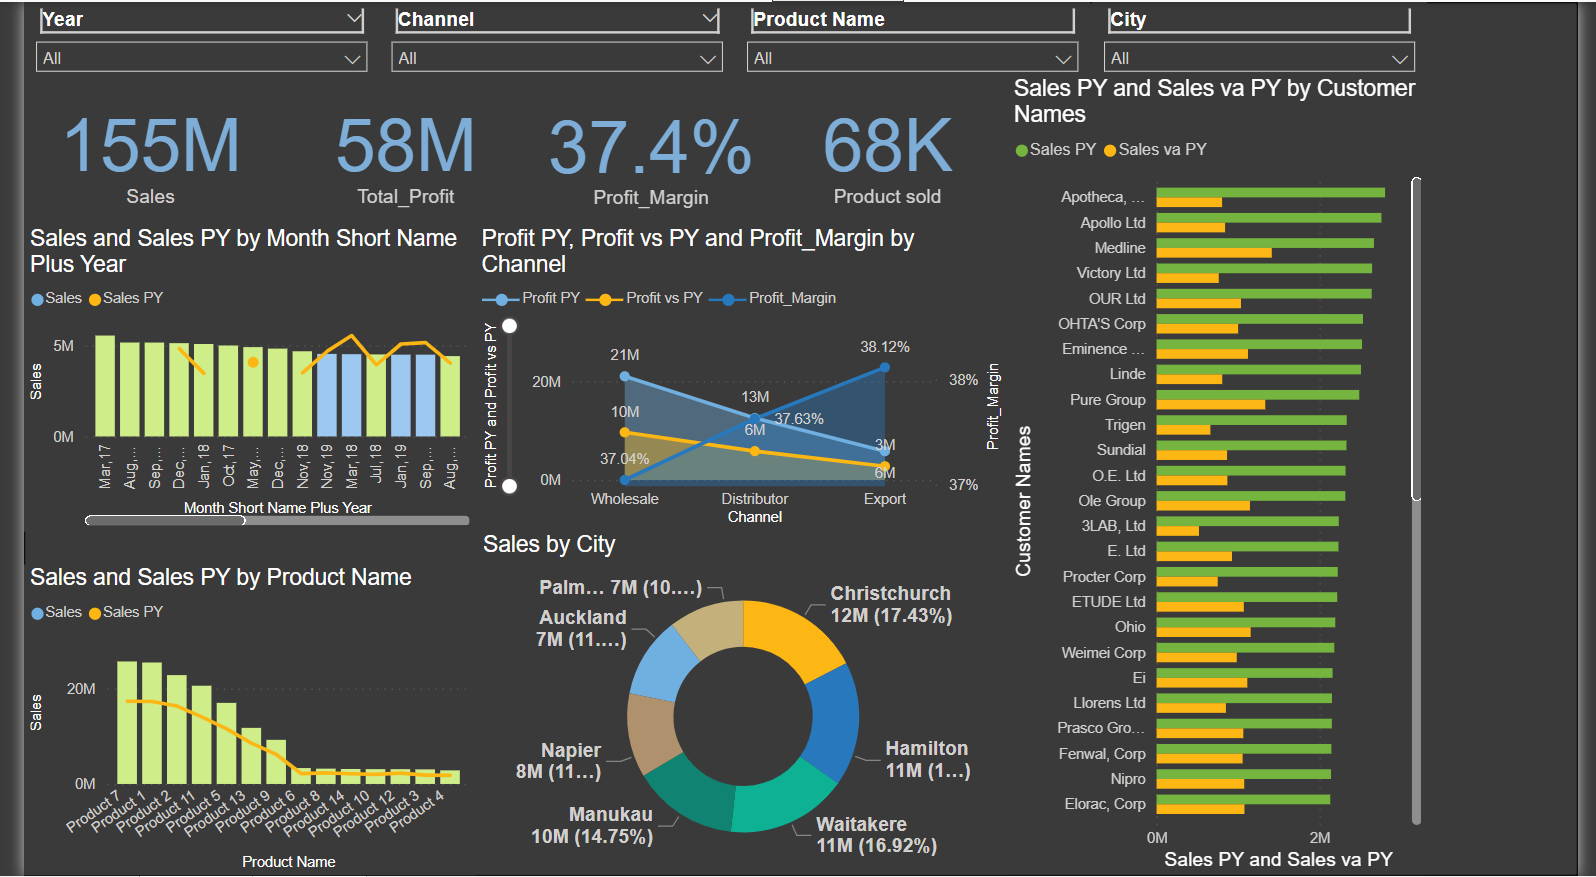 Year
Channel
Product Name
City
All
All
All
All
155M
Sales
58M
Total_Profit
37.4%
Profit_Margin
68K
Product sold
Sales PY and Sales va PY by Customer
Names
Sales PY
Sales va PY
Customer Names
Apotheca, ...
Apollo Ltd
Medline
Victory Ltd
OUR Ltd
OHTA'S Corp
Eminence ...
Linde
Pure Group
Trigen
Sundial
O.E. Ltd
Ole Group
3LAB, Ltd
E. Ltd
Procter Corp
ETUDE Ltd
Ohio
Weimei Corp
Ei
Llorens Ltd
Prasco Gro...
Fenwal, Corp
Nipro
Elorac, Corp
0M
2M
Sales PY and Sales va PY
Sales and Sales PY by Month Short Name
Plus Year
Sales
Sales PY
Sales
5M
0M
Mar,17
Aug,...
Sep,...
Dec,...
Jan,18
Oct,17
May,...
Dec,...
Nov,18
Nov,19
Mar, 18
Jul, 18
Jan,19
Sep,...
Aug,...
Month Short Name Plus Year
Profit PY, Profit vs PY and Profit_Margin by
Channel
Profit PY
Profit vs PY
Profit_Margin
Profit PY and Profit vs PY
20M
0M
21M
10M
37.04%
13M
37.63%
6M
38.12%
3M
6M
38%
37%
Profit_Margin
Wholesale
Distributor
Export
Channel
Sales and Sales PY by Product Name
Sales
Sales PY
Sales
20M
0M
Product 7
Product 1
Product 2
Product 11
Product 5
Product 13
Product 9
Product 6
Product 8
Product 14
Product 10
Product 12
Product 3
Product 4
Product Name
Sales by City
Palm... 7M (10....)
Auckland
7M (11....)
Napier
8M (11...)
Manukau
10M (14.75%)
Christchurch
12M (17.43%)
Hamilton
11M (1...)
Waitakere
11M (16.92%)